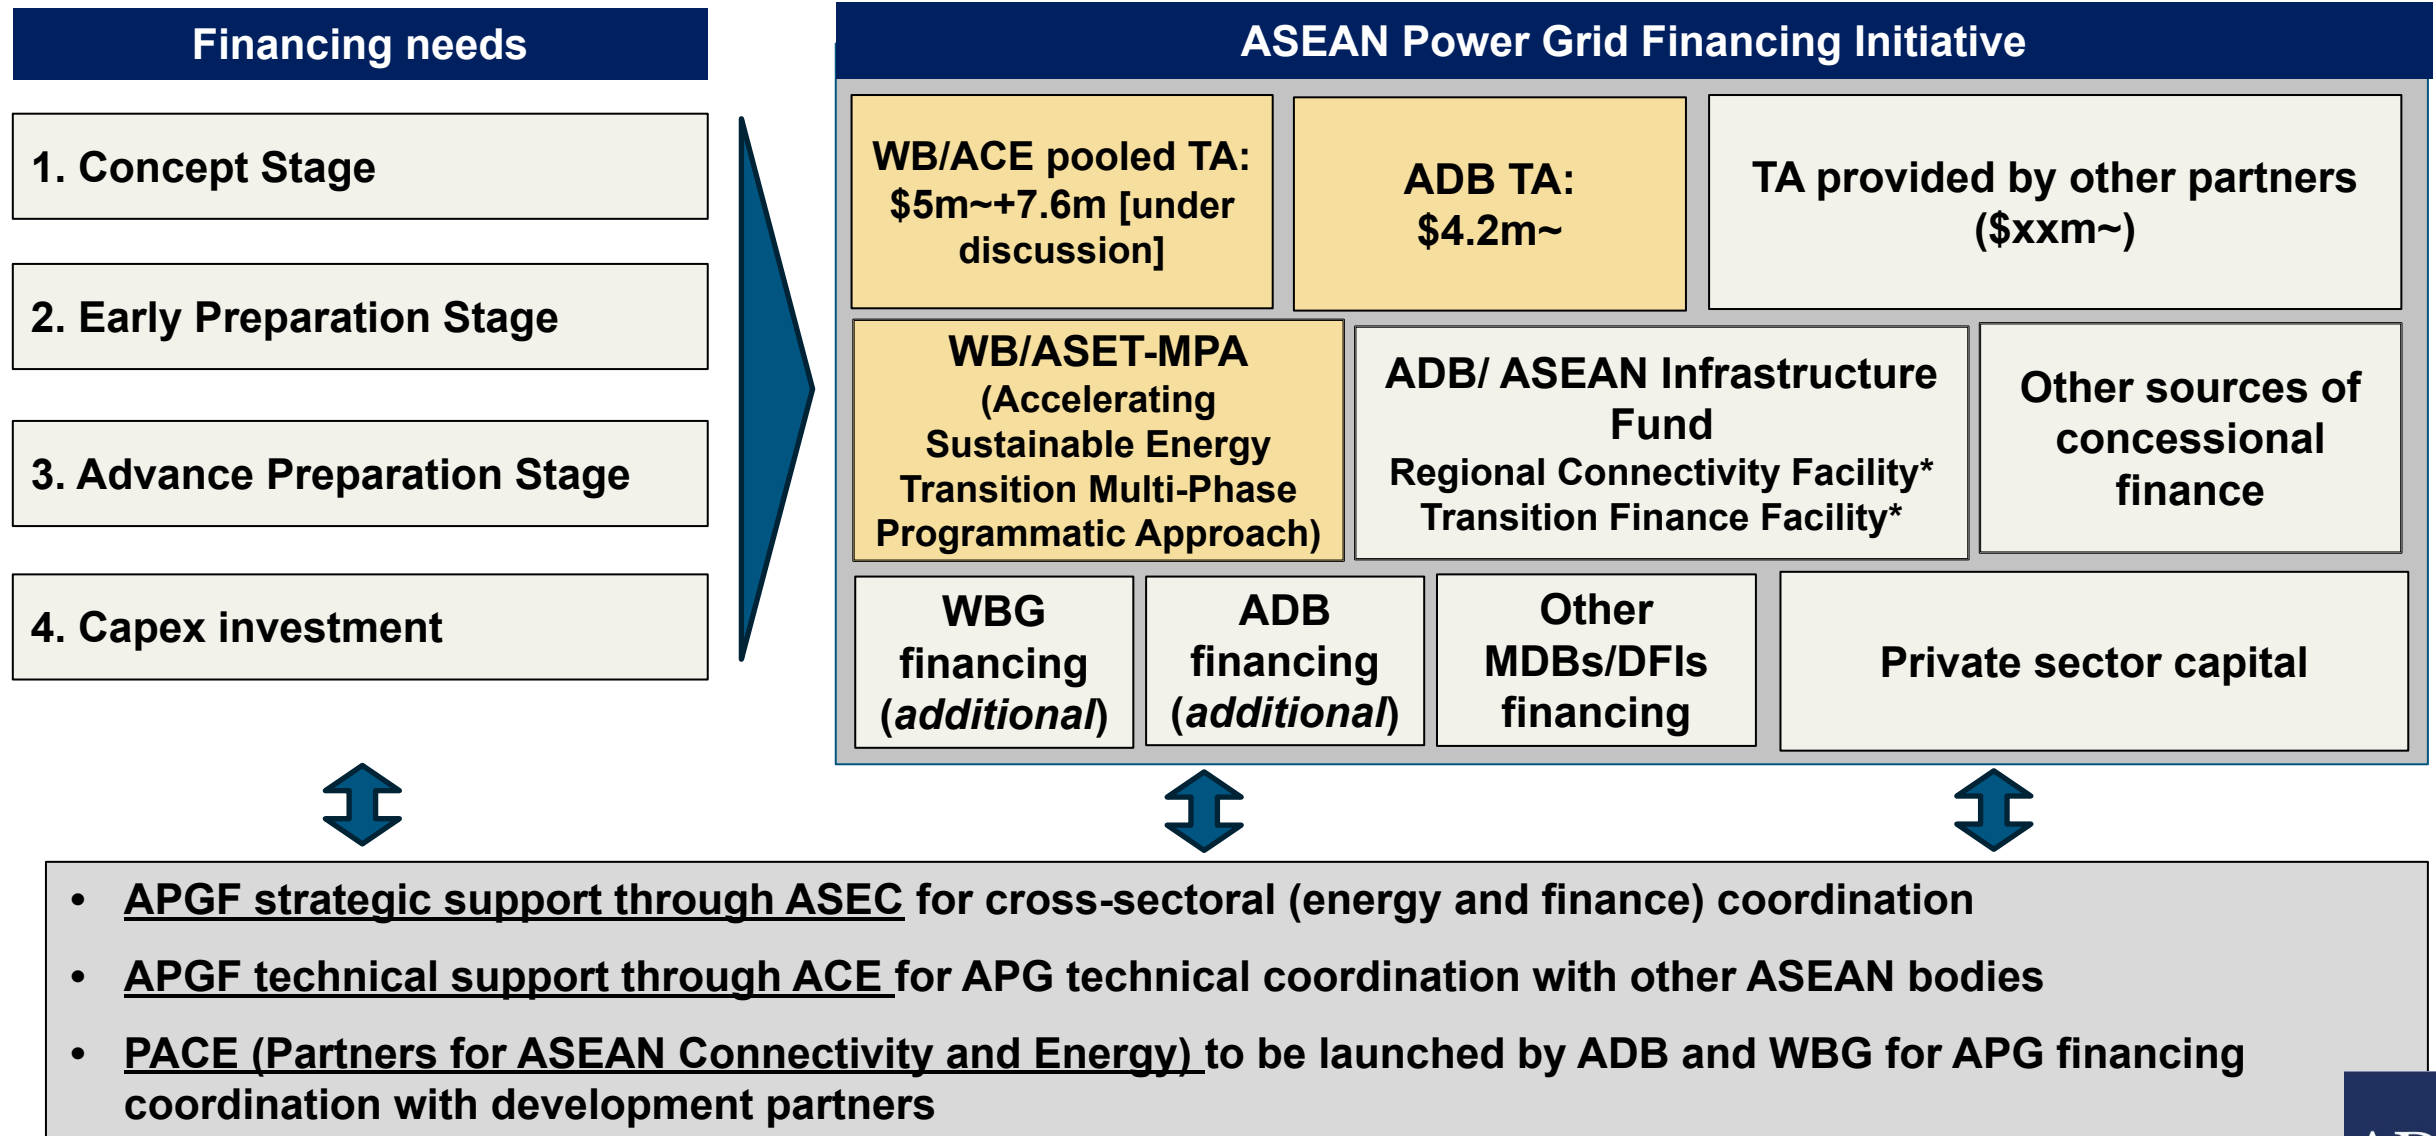 Financing needs
1. Concept Stage
2. Early Preparation Stage
3. Advance Preparation Stage
4. Capex investment
ASEAN Power Grid Financing Initiative
WB/ACE pooled TA:
$5m~+7.6m [under
discussion]
ADB TA:
$4.2m~
TA provided by other partners
($xxm~)
WB/ASET-MPA
(Accelerating
Sustainable Energy
Transition Multi-Phase
Programmatic Approach)
ADB/ ASEAN Infrastructure
Fund
Regional Connectivity Facility*
Transition Finance Facility*
Other sources of
concessional
finance
WBG
financing
(additional)
ADB
financing
(additional)
Other
MDBs/DFIs
financing
Private sector capital
• APGF strategic support through ASEC for cross-sectoral (energy and finance) coordination
• APGF technical support through ACE for APG technical coordination with other ASEAN bodies
• PACE (Partners for ASEAN Connectivity and Energy) to be launched by ADB and WBG for APG financing
coordination with development partners